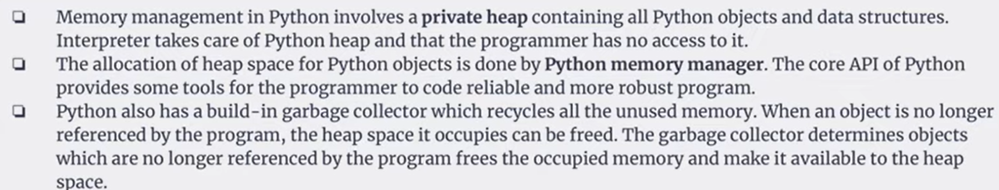 ❏ Memory management in Python involves a private heap containing all Python objects and data structures.
Interpreter takes care of Python heap and that the programmer has no access to it.
❏ The allocation of heap space for Python objects is done by Python memory manager. The core API of Python
provides some tools for the programmer to code reliable and more robust program.
❏ Python also has a build-in garbage collector which recycles all the unused memory. When an object is no longer
referenced by the program, the heap space it occupies can be freed. The garbage collector determines objects
which are no longer referenced by the program frees the occupied memory and make it available to the heap
space.